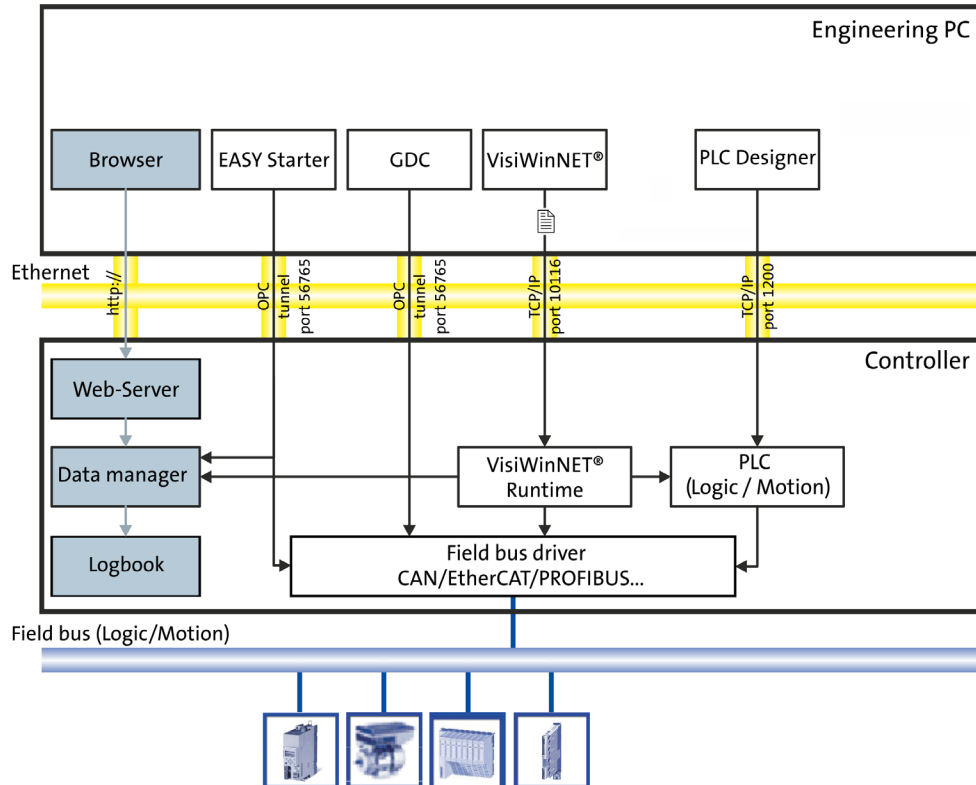 Engineering PC
Browser
EASY Starter
GDC
VisiWinNET®
PLC Designer
Ethernet
http://
OPC
tunnel
port 56765
OPC
tunnel
port 56765
TCP/IP
port 10116
TCP/IP
port 1200
Controller
Web-Server
Data manager
VisiWinNET®
Runtime
PLC
(Logic / Motion)
Logbook
Field bus driver
CAN/EtherCAT/PROFIBUS...
Field bus (Logic/Motion)